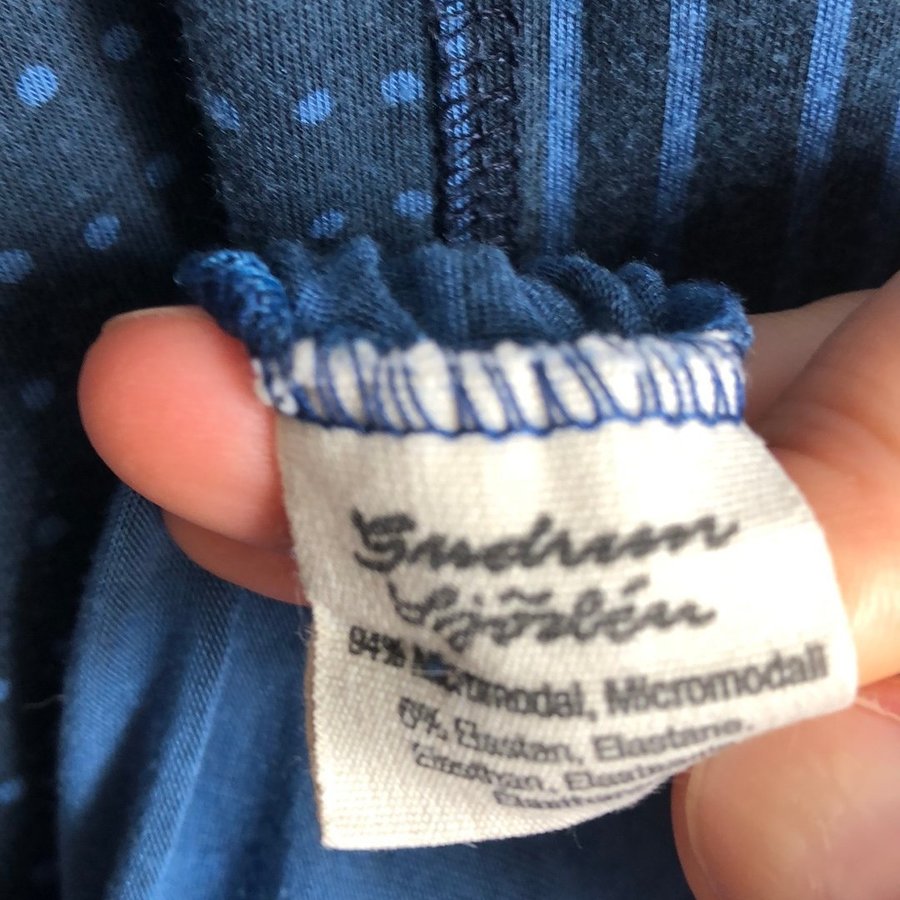 Gudrun
Sjödén
94% Micromodal, Micromodali
6% Elastan, Elastane,